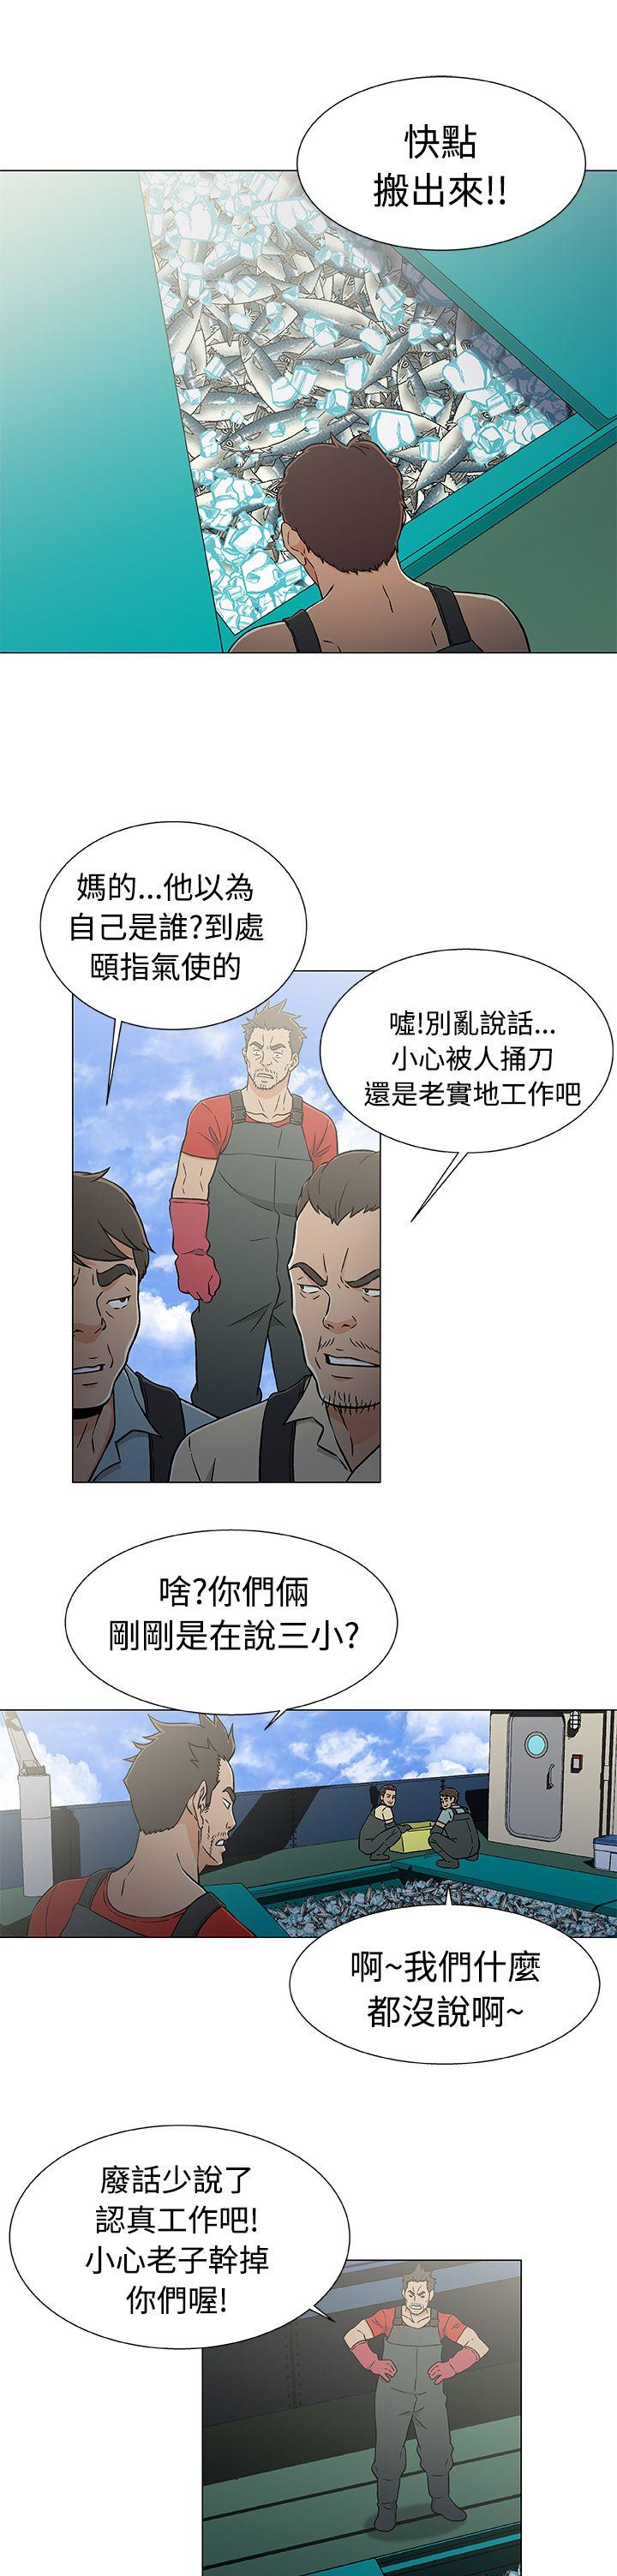 快點
搬出來!!
媽的...他以為
自己是誰?到處
頤指氣使的
噓!別亂說話...
小心被人捅刀
還是老實地工作吧
啥?你們倆
剛剛是在說三小?
啊~我們什麼
都沒說啊~
廢話少說了
認真工作吧!
小心老子幹掉
你們喔!